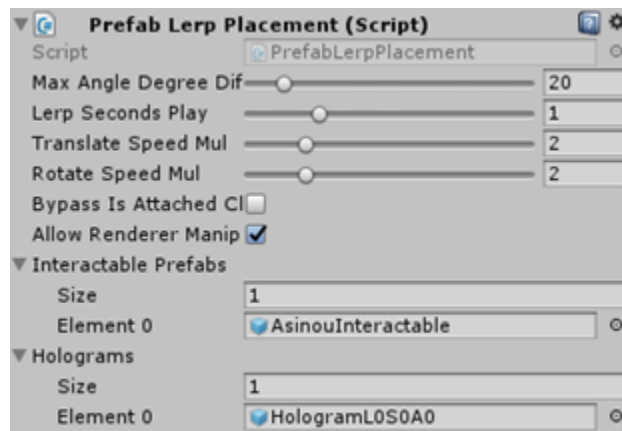 Prefab Lerp Placement (Script)
Script PrefabLerpPlacement
Max Angle Degree Dif 20
Lerp Seconds Play 1
Translate Speed Mul 2
Rotate Speed Mul 2
Bypass Is Attached Cl
Allow Renderer Manip
Interactable Prefabs
Size 1
Element 0 AsinouInteractable
Holograms
Size 1
Element 0 HologramL0S0A0